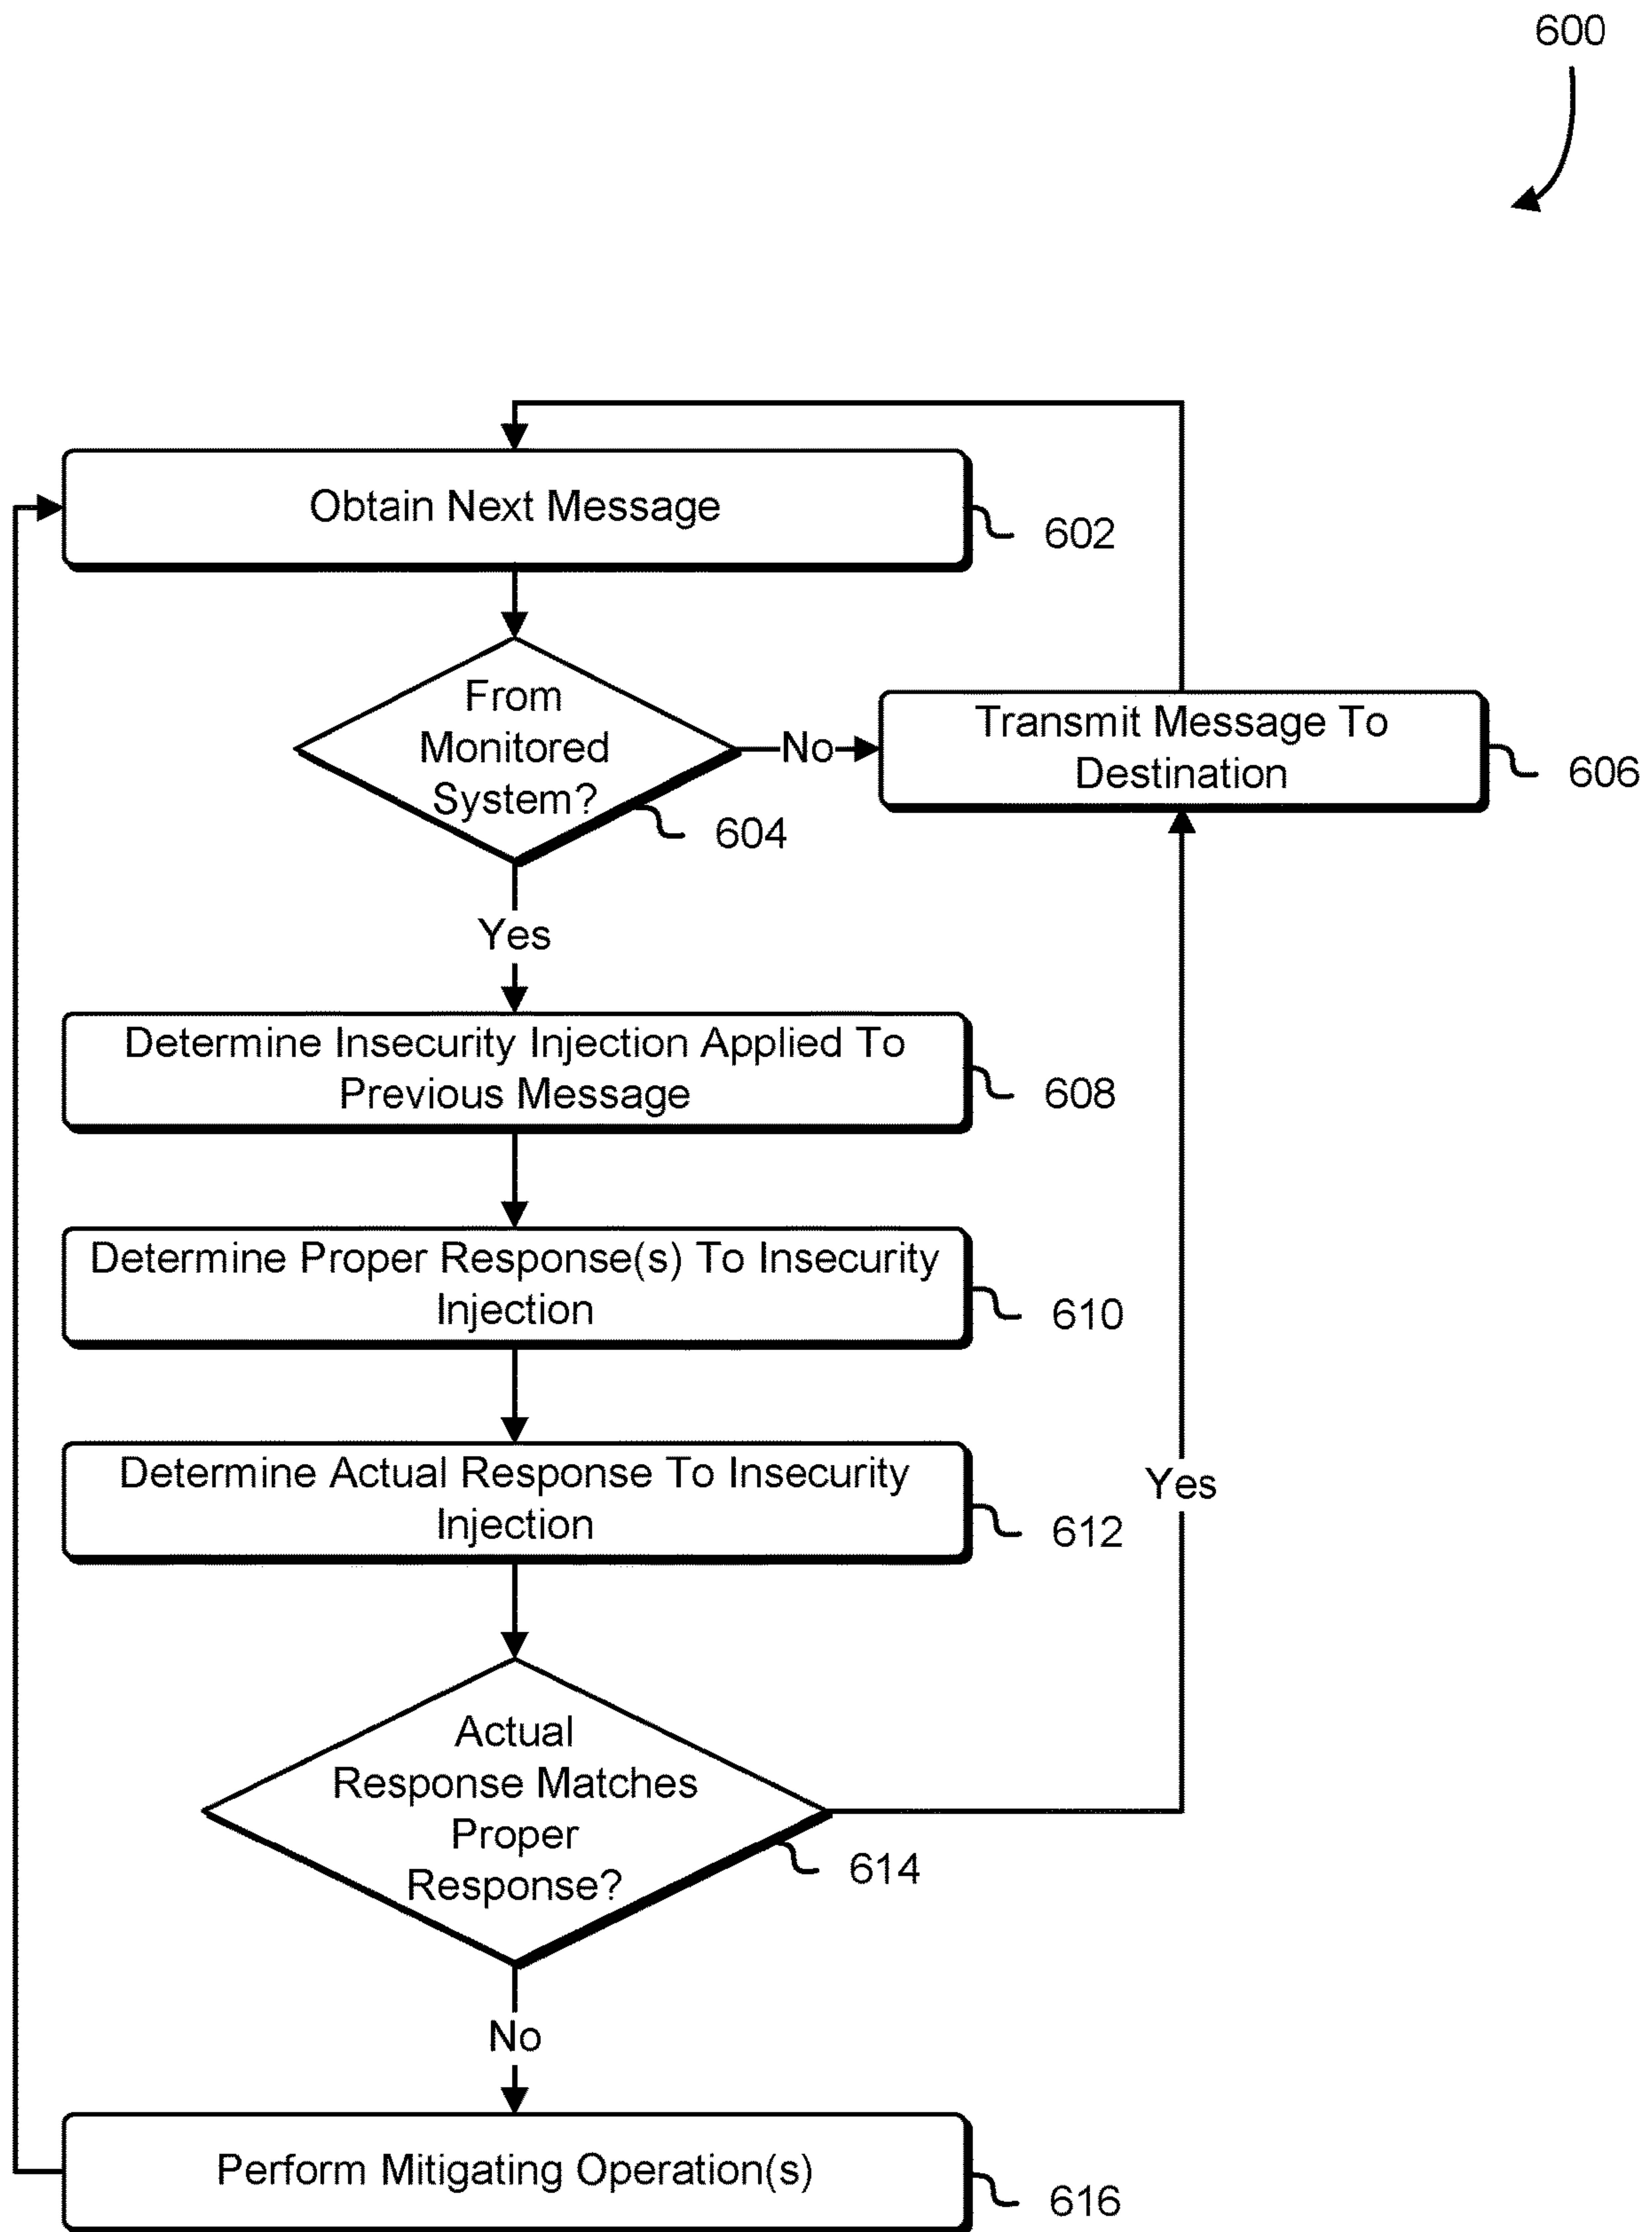 600
Obtain Next Message
602
From
Monitored
System?
604
No
Transmit Message To
Destination
606
Yes
Determine Insecurity Injection Applied To
Previous Message
608
Determine Proper Response(s) To Insecurity
Injection
610
Determine Actual Response To Insecurity
Injection
612
Yes
Actual
Response Matches
Proper
Response?
614
No
Perform Mitigating Operation(s)
616